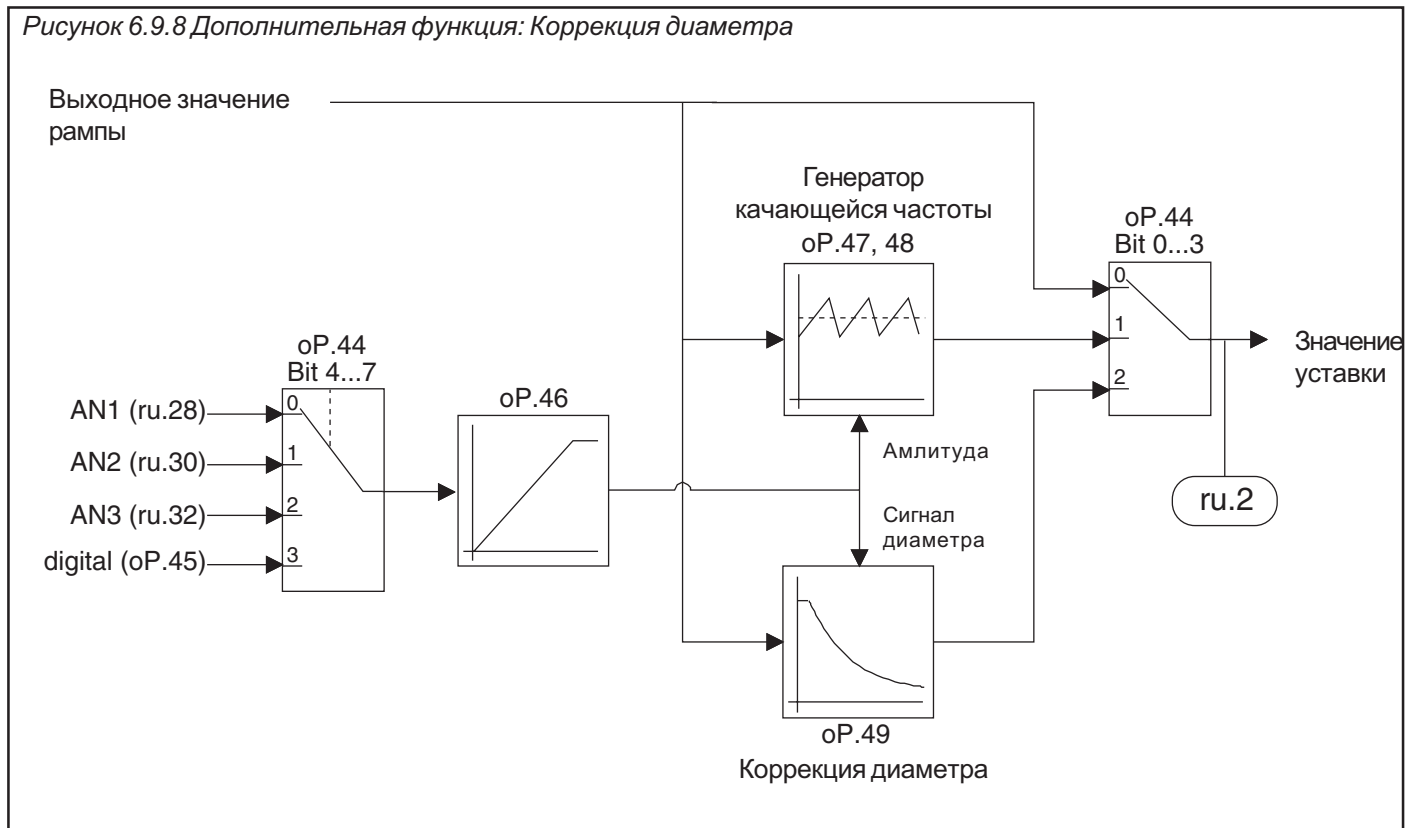 Рисунок 6.9.8 Дополнительная функция: Коррекция диаметра
Выходное значение
рампы
Генератор
качающейся частоты
oP.47, 48
oP.44
Bit 0...3
0
1
2
Значение
уставки
oP.44
Bit 4...7
oP.46
AN1 (ru.28)
0
AN2 (ru.30)
1
AN3 (ru.32)
2
digital (oP.45)
3
Амлитуда
Сигнал
диаметра
ru.2
oP.49
Коррекция диаметра